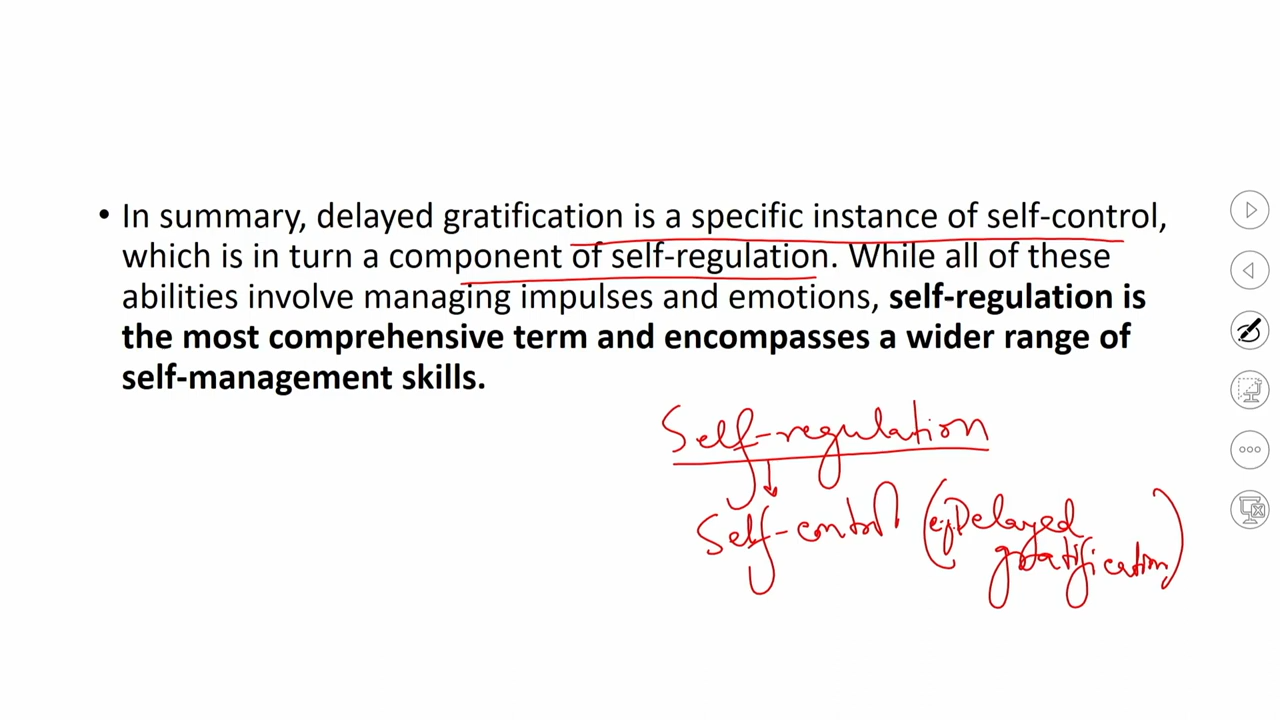 • In summary, delayed gratification is a specific instance of self-control,
which is in turn a component of self-regulation. While all of these
abilities involve managing impulses and emotions, self-regulation is
the most comprehensive term and encompasses a wider range of
self-management skills.
Self-regulation
Self-control (eg. Delayed
gratification)